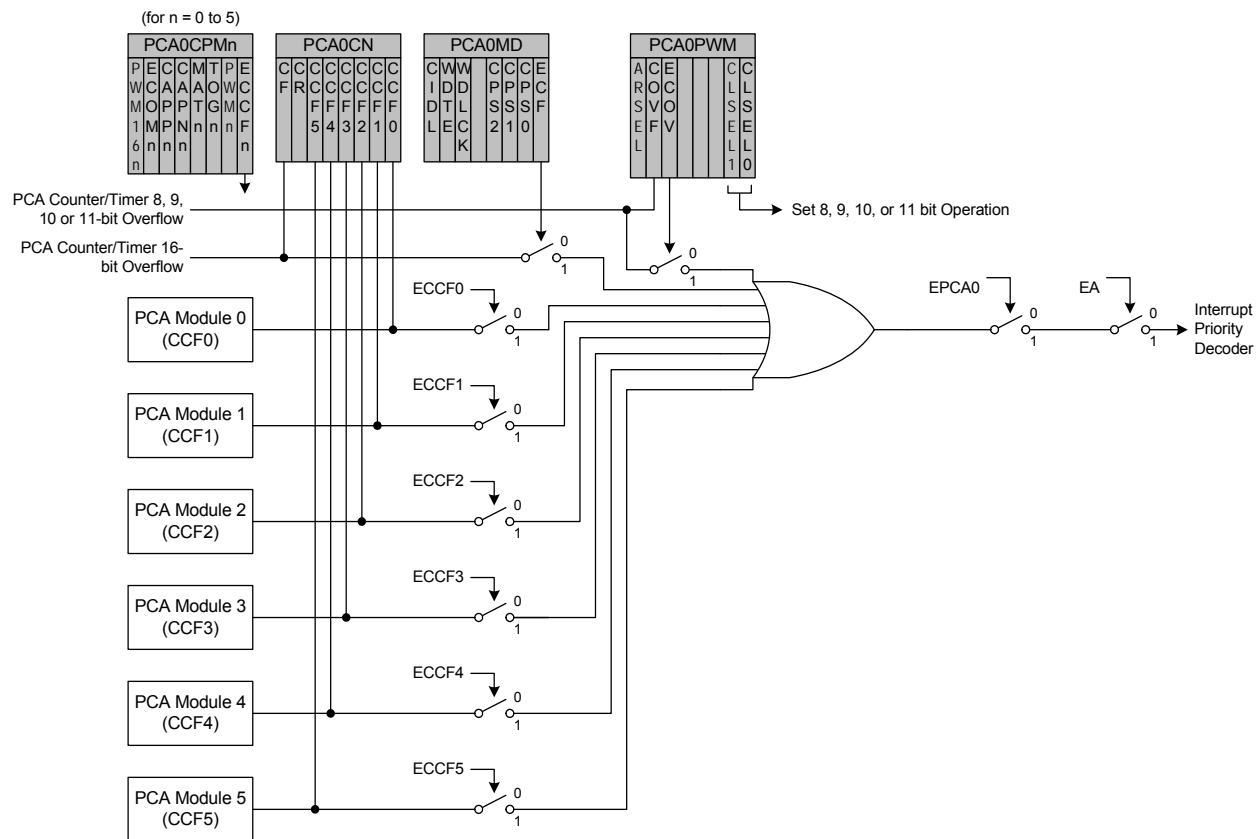 (for n = 0 to 5)
PCA0CPMn
PWM16n
ECOMn
CAPPn
CAPNn
MATn
TOGn
PWMn
ECCFn
PCA0CN
CF
CR
CCF5
CCF4
CCF3
CCF2
CCF1
CCF0
PCA0MD
CIDL
WDTE
WDLCK
CPS2
CPS1
CPS0
ECF
PCA0PWM
ARSEL
COVF
ECOV
CLSEL1
CLSEL0
PCA Counter/Timer 8, 9,
10 or 11-bit Overflow
Set 8, 9, 10, or 11 bit Operation
PCA Counter/Timer 16-
bit Overflow
0
1
0
1
PCA Module 0
(CCF0)
ECCF0
0
1
EPCA0
0
1
EA
0
1
Interrupt
Priority
Decoder
PCA Module 1
(CCF1)
ECCF1
0
1
PCA Module 2
(CCF2)
ECCF2
0
1
PCA Module 3
(CCF3)
ECCF3
0
1
PCA Module 4
(CCF4)
ECCF4
0
1
PCA Module 5
(CCF5)
ECCF5
0
1